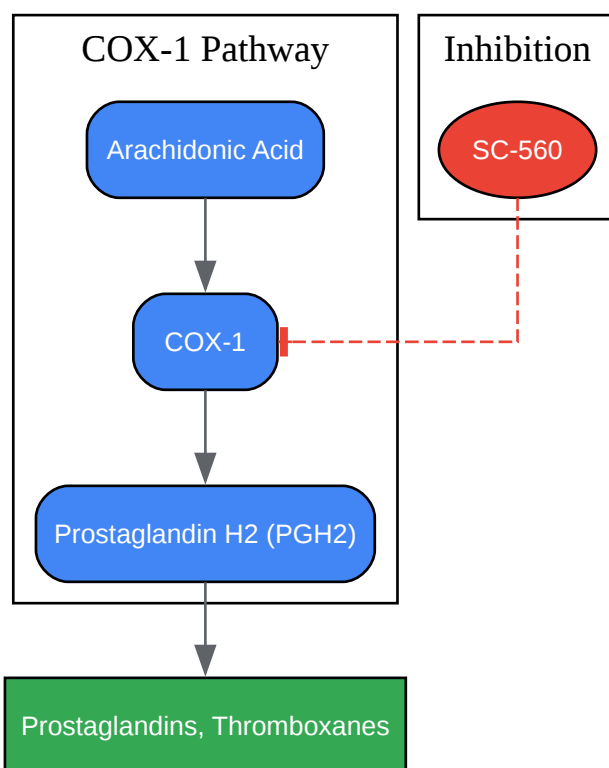 COX-1 Pathway
Arachidonic Acid
COX-1
Prostaglandin H2 (PGH2)
Prostaglandins, Thromboxanes
Inhibition
SC-560